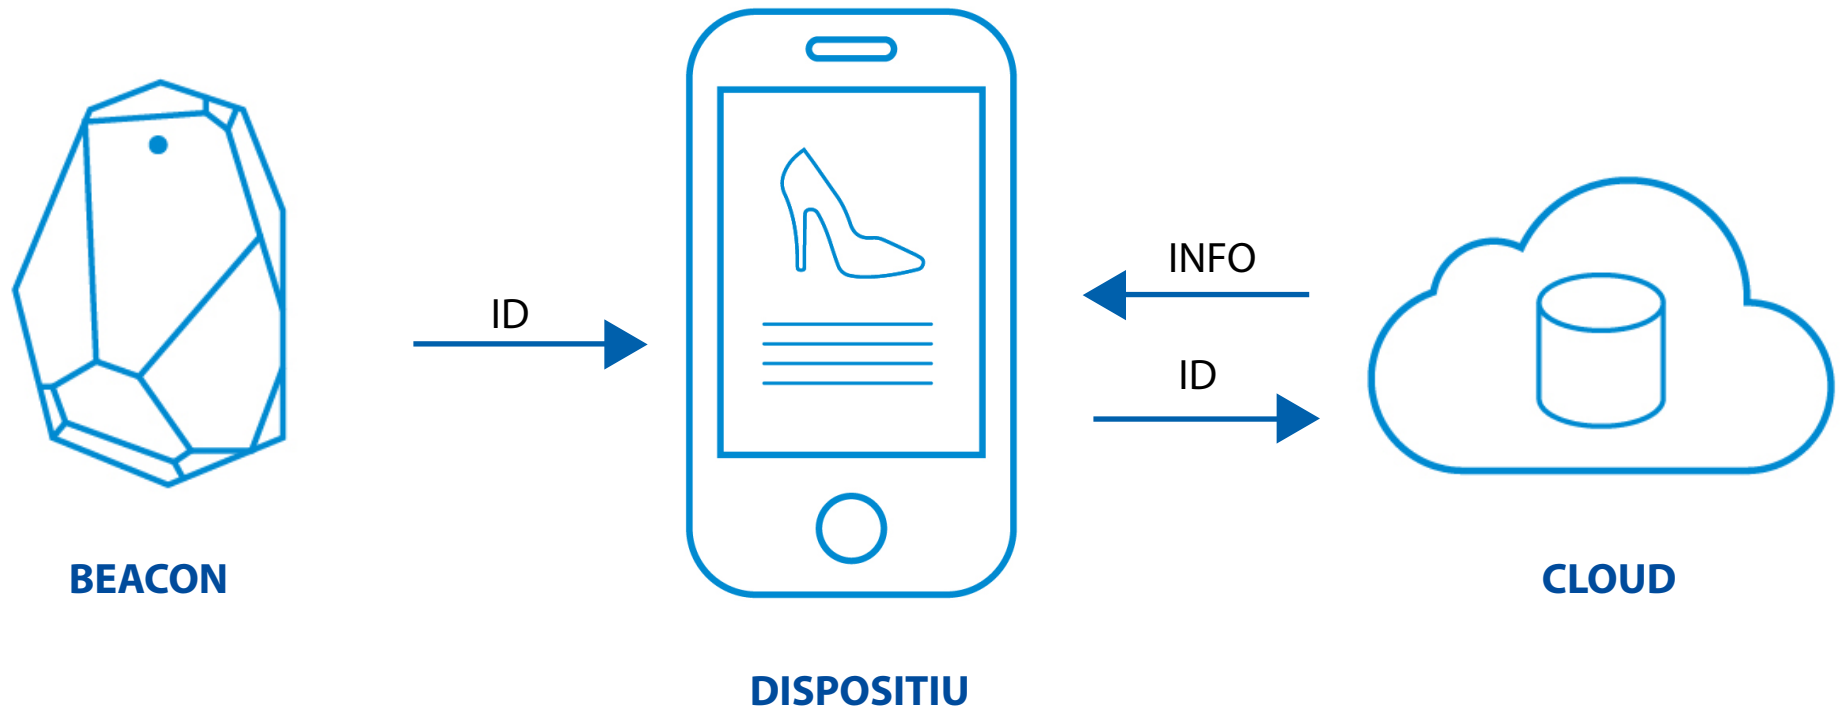 ID
INFO
ID
BEACON
CLOUD
DISPOSITIU